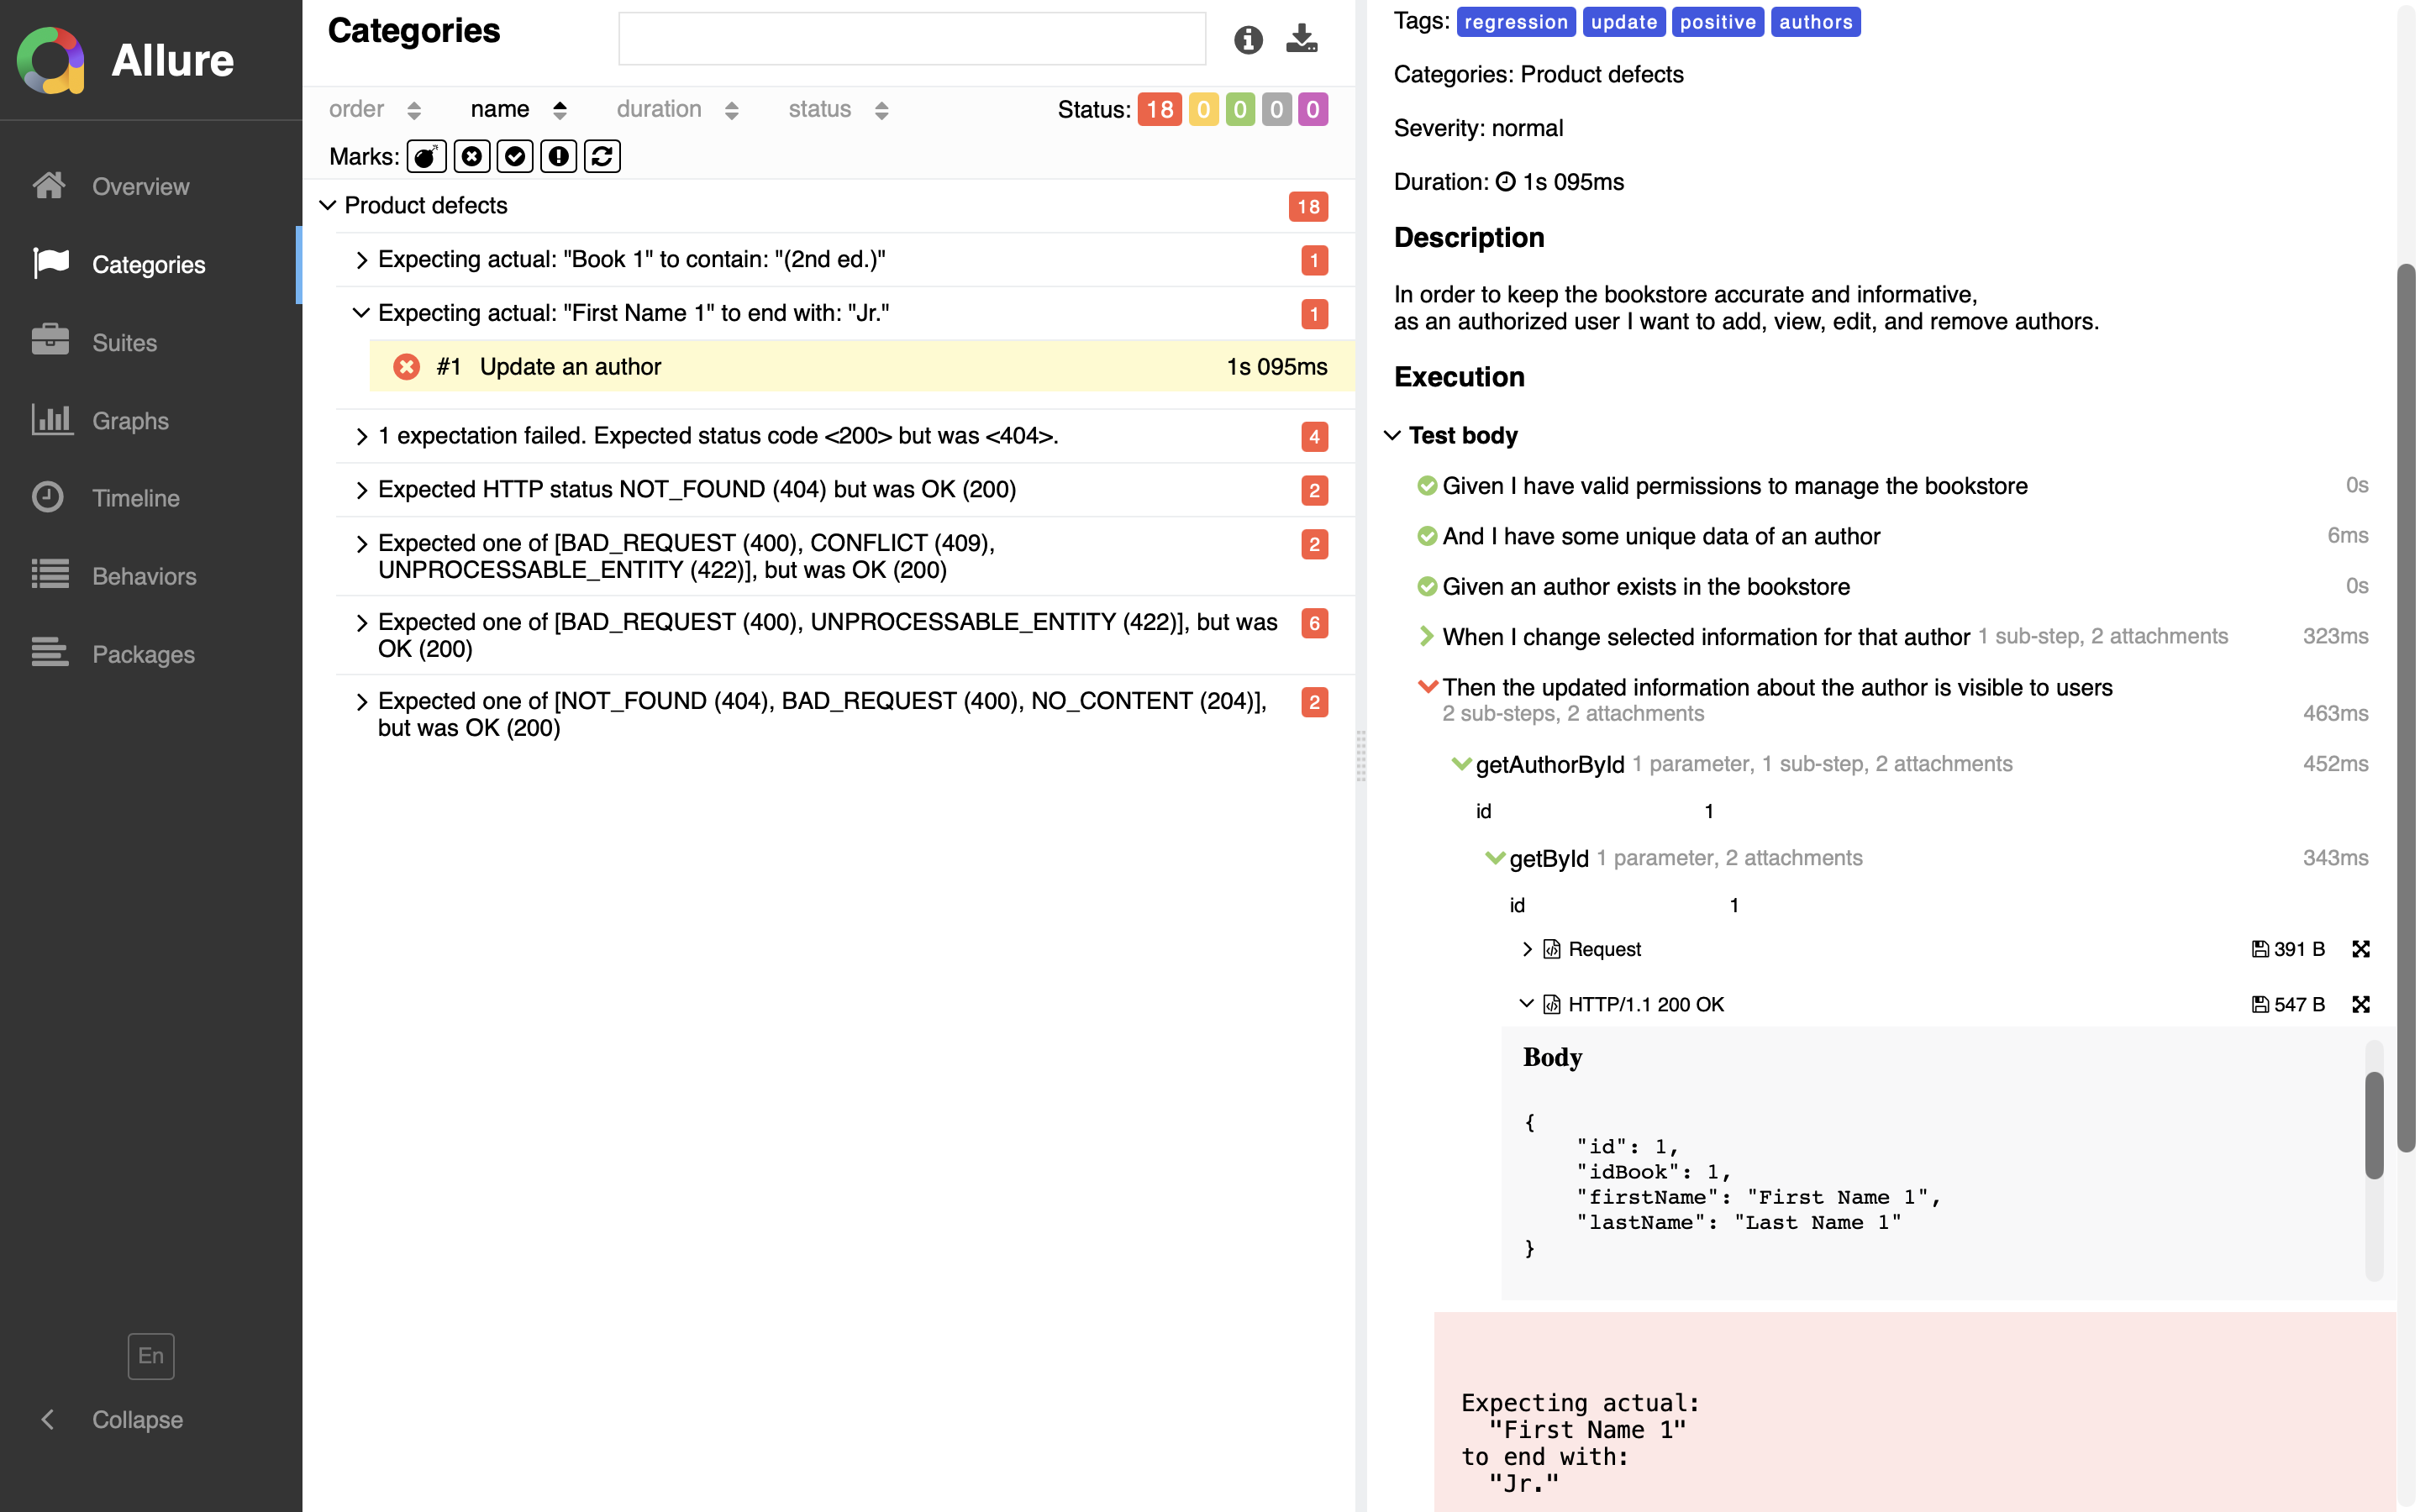 Allure
Overview
Categories
Suites
Graphs
Timeline
Behaviors
Packages
En
Collapse
Categories
order name duration status Status: 18 0 0 0 0
Marks:
Product defects 18
Expecting actual: "Book 1" to contain: "(2nd ed.)" 1
Expecting actual: "First Name 1" to end with: "Jr." 1
#1 Update an author 1s 095ms
1 expectation failed. Expected status code <200> but was <404>. 4
Expected HTTP status NOT_FOUND (404) but was OK (200) 2
Expected one of [BAD_REQUEST (400), CONFLICT (409), 2
UNPROCESSABLE_ENTITY (422)], but was OK (200)
Expected one of [BAD_REQUEST (400), UNPROCESSABLE_ENTITY (422)], but was 6
OK (200)
Expected one of [NOT_FOUND (404), BAD_REQUEST (400), NO_CONTENT (204)], 2
but was OK (200)
Tags: regression update positive authors
Categories: Product defects
Severity: normal
Duration: 1s 095ms
Description
In order to keep the bookstore accurate and informative,
as an authorized user I want to add, view, edit, and remove authors.
Execution
Test body
Given I have valid permissions to manage the bookstore 0s
And I have some unique data of an author 6ms
Given an author exists in the bookstore 0s
When I change selected information for that author 1 sub-step, 2 attachments 323ms
Then the updated information about the author is visible to users
2 sub-steps, 2 attachments 463ms
getAuthorById 1 parameter, 1 sub-step, 2 attachments 452ms
id 1
getById 1 parameter, 2 attachments 343ms
id 1
Request 391 B
HTTP/1.1 200 OK 547 B
Body
{
"id": 1,
"idBook": 1,
"firstName": "First Name 1",
"lastName": "Last Name 1"
}
Expecting actual:
"First Name 1"
to end with:
"Jr."